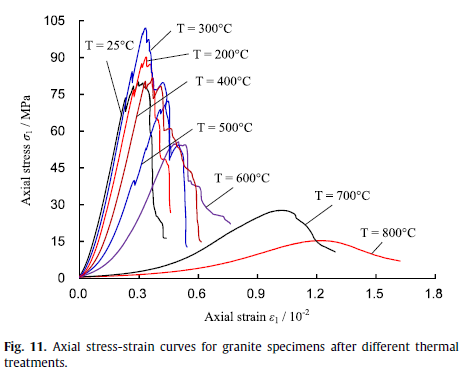 105
90
75
60
45
30
15
0
Axial stress σ1 / MPa
T = 25°C
T = 300°C
T = 200°C
T = 400°C
T = 500°C
T = 600°C
T = 700°C
T = 800°C
0.0 0.3 0.6 0.9 1.2 1.5 1.8
Axial strain ε1 / 10-2
Fig. 11. Axial stress-strain curves for granite specimens after different thermal
treatments.